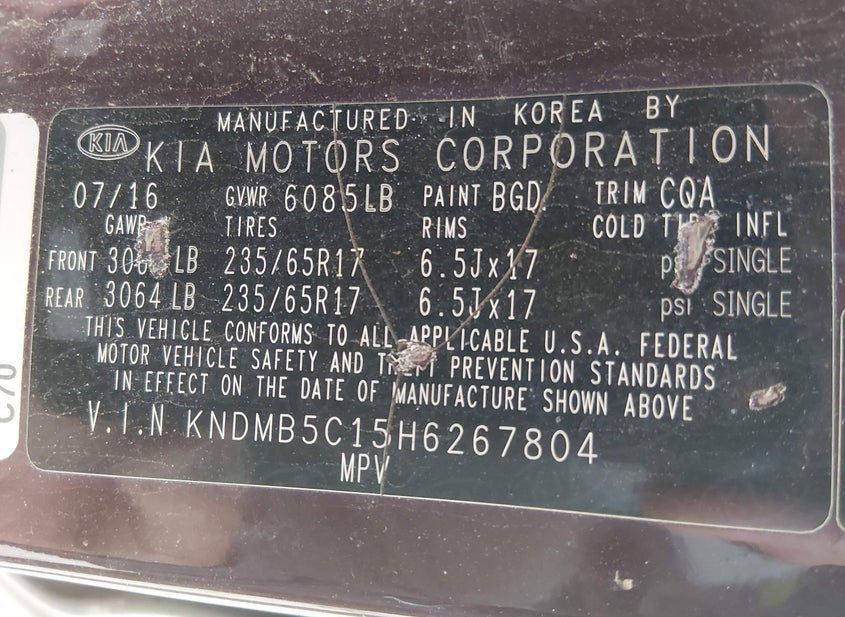 MANUFACTURED IN KOREA BY
KIA KIA MOTORS CORPORATION
07/16 GVWR 6085LB PAINT BGD TRIM CQA
GAWR TIRES RIMS COLD INFL
FRONT LB 235/65R17 6.5Jx17 SINGLE
REAR 3064 LB 235/65R17 6.5Jx17 psi SINGLE
THIS VEHICLE CONFORMS TO ALL APPLICABLE U.S.A. FEDERAL
MOTOR VEHICLE SAFETY AND THEFT PREVENTION STANDARDS
IN EFFECT ON THE DATE OF MANUFACTURE SHOWN ABOVE
V.I.N KNDMB5C15H6267804
MPV